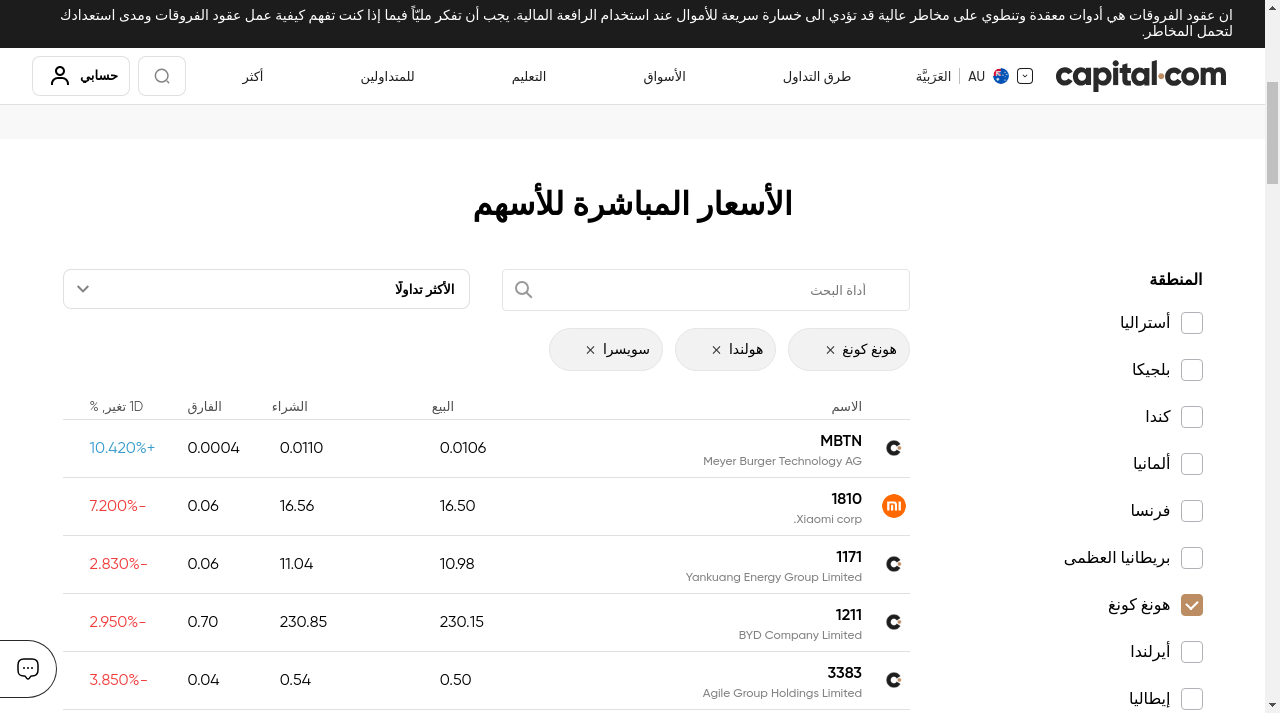 ان عقود الفروقات هي أدوات معقدة وتنطوي على مخاطر عالية قد تؤدي الى خسارة سريعة للأموال عند استخدام الرافعة المالية. يجب أن تفكر مليًّا فيما إذا كنت تفهم كيفية عمل عقود الفروقات ومدى استعدادك
لتحمل المخاطر.
capital.com
AU العَرَبيَّة
طرق التداول
الأسواق
التعليم
للمتداولين
أكثر
حسابي
الأسعار المباشرة للأسهم
المنطقة
أستراليا
بلجيكا
كندا
ألمانيا
فرنسا
بريطانيا العظمى
هونغ كونغ
أيرلندا
إيطاليا
أداة البحث
الأكثر تداولًا
هونغ كونغ
هولندا
سويسرا
الاسم البيع الشراء الفارق 1D تغير, %
MBTN 0.0106 0.0110 0.0004 10.420%+
Meyer Burger Technology AG
1810 16.50 16.56 0.06 7.200%-
.Xiaomi corp
1171 10.98 11.04 0.06 2.830%-
Yankuang Energy Group Limited
1211 230.15 230.85 0.70 2.950%-
BYD Company Limited
3383 0.50 0.54 0.04 3.850%-
Agile Group Holdings Limited